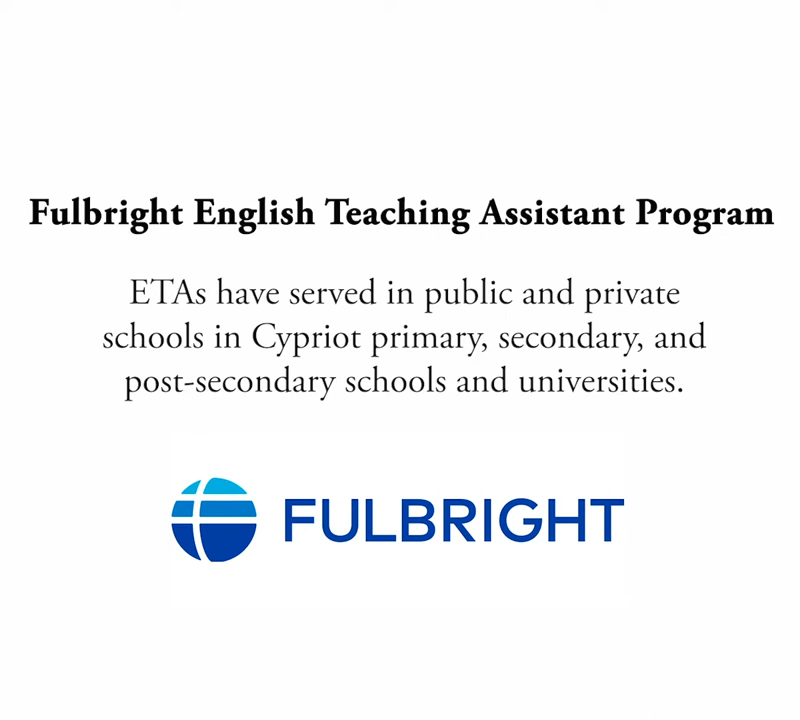 Fulbright English Teaching Assistant Program
ETAs have served in public and private
schools in Cypriot primary, secondary, and
post-secondary schools and universities.
FULBRIGHT